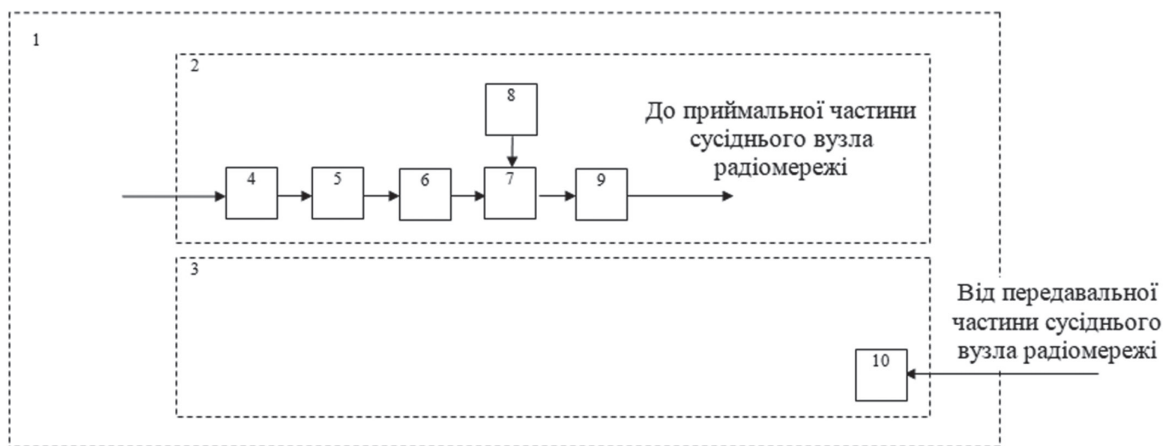 1
2
8
До приймальної частини
сусіднього вузла
радіомережі
4
5
6
7
9
3
Від передавальної
частини сусіднього
вузла радіомережі
10